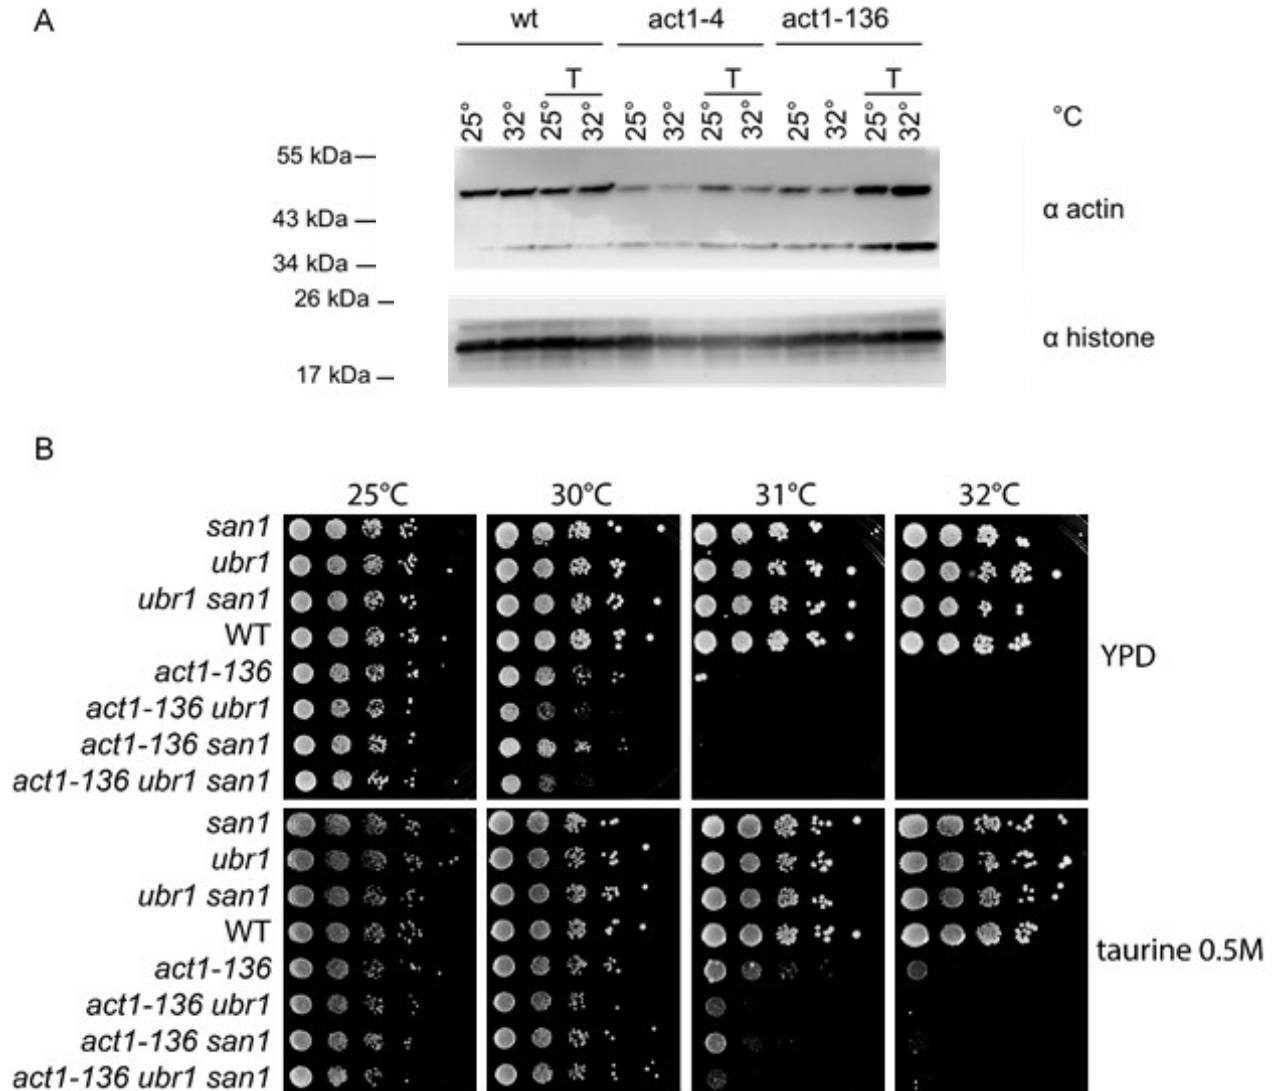 A
wt act1-4 act1-136
T T T
25° 32° 25° 32° 25° 32° 25° 32° 25° 32° 25° 32° °C
55 kDa
43 kDa
34 kDa
α actin
26 kDa
17 kDa
α histone
B
25°C 30°C 31°C 32°C
san1
ubr1
ubr1 san1
WT
act1-136
act1-136 ubr1
act1-136 san1
act1-136 ubr1 san1
YPD
san1
ubr1
ubr1 san1
WT
act1-136
act1-136 ubr1
act1-136 san1
act1-136 ubr1 san1
taurine 0.5M